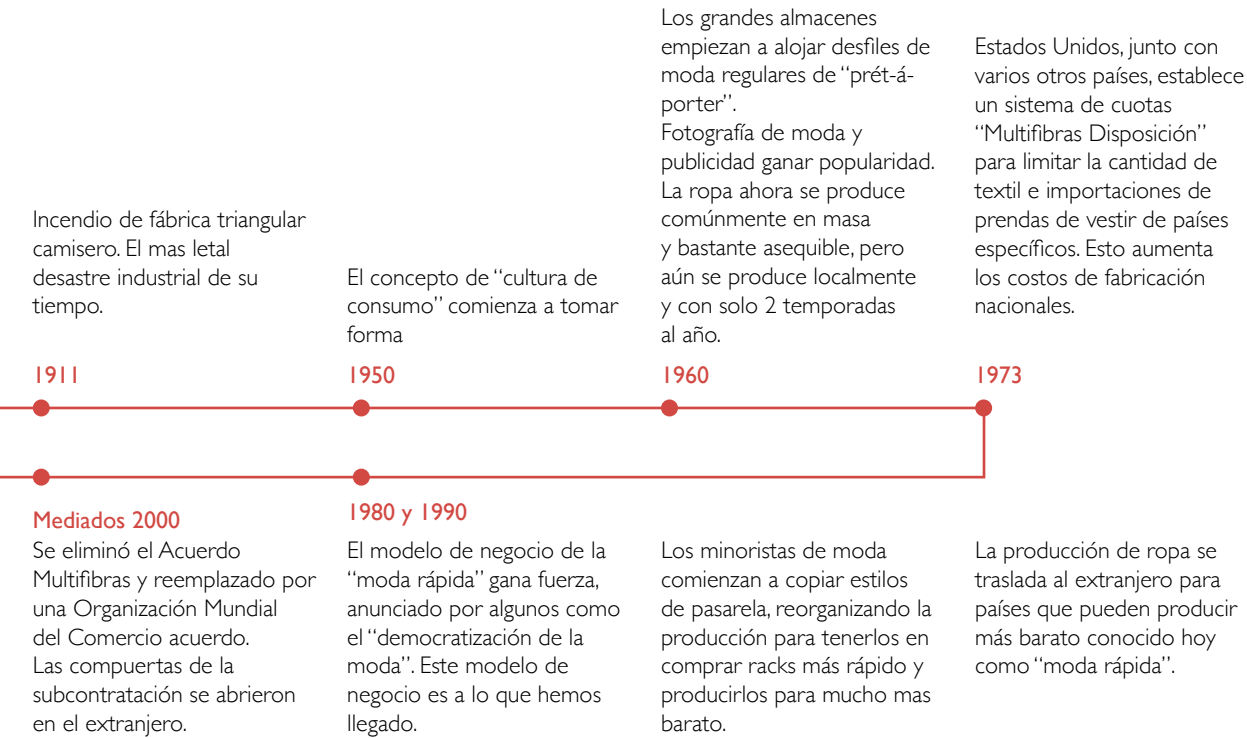 Incendio de fábrica triangular
camisero. El mas letal
desastre industrial de su
tiempo.
1911
El concepto de “cultura de
consumo” comienza a tomar
forma
1950
Los grandes almacenes
empiezan a alojar desfiles de
moda regulares de “prét-á-
porter”.
Fotografía de moda y
publicidad ganar popularidad.
La ropa ahora se produce
comúnmente en masa
y bastante asequible, pero
aún se produce localmente
y con solo 2 temporadas
al año.
1960
Estados Unidos, junto con
varios otros países, establece
un sistema de cuotas
“Multifibras Disposición”
para limitar la cantidad de
textil e importaciones de
prendas de vestir de países
específicos. Esto aumenta
los costos de fabricación
nacionales.
1973
Mediados 2000
Se eliminó el Acuerdo
Multifibras y reemplazado por
una Organización Mundial
del Comercio acuerdo.
Las compuertas de la
subcontratación se abrieron
en el extranjero.
1980 y 1990
El modelo de negocio de la
“moda rápida” gana fuerza,
anunciado por algunos como
el “democratización de la
moda”. Este modelo de
negocio es a lo que hemos
llegado.
Los minoristas de moda
comienzan a copiar estilos
de pasarela, reorganizando la
producción para tenerlos en
comprar racks más rápido y
producirlos para mucho mas
barato.
La producción de ropa se
traslada al extranjero para
países que pueden producir
más barato conocido hoy
como “moda rápida”.